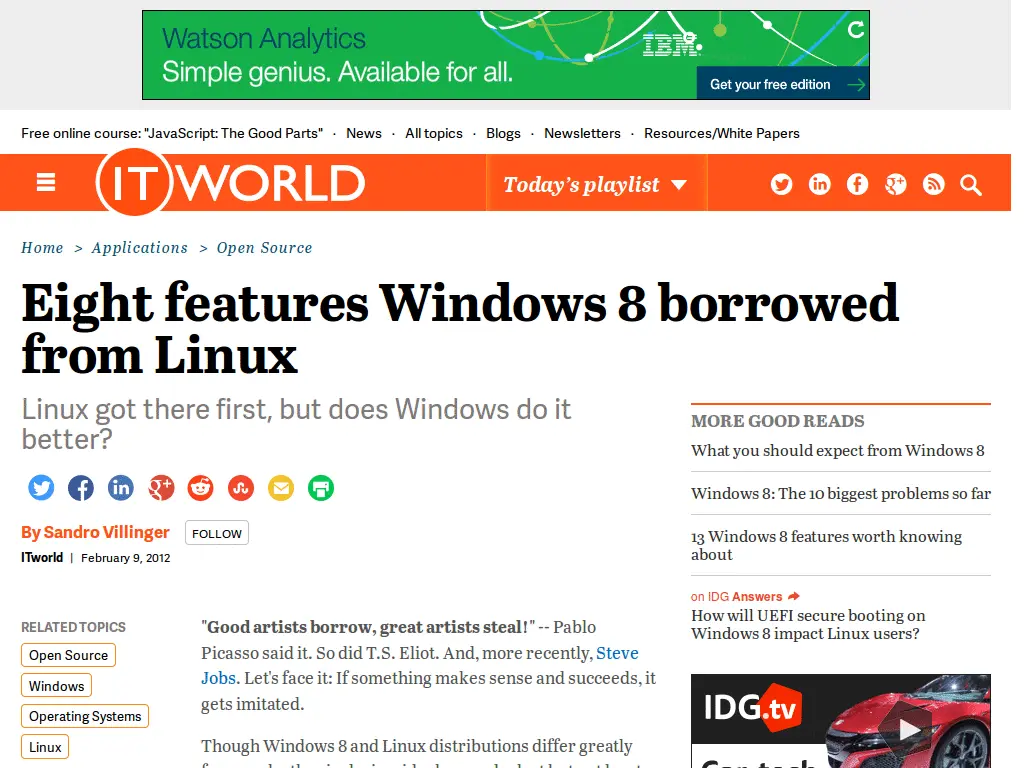 Watson Analytics
Simple genius. Available for all.
IBM.
Get your free edition
Free online course: "JavaScript: The Good Parts" · News · All topics · Blogs · Newsletters · Resources/White Papers
IT WORLD
Today's playlist
Home > Applications > Open Source
Eight features Windows 8 borrowed
from Linux
Linux got there first, but does Windows do it
better?
By Sandro Villinger FOLLOW
ITworld | February 9, 2012
RELATED TOPICS
Open Source
Windows
Operating Systems
Linux
"Good artists borrow, great artists steal!" -- Pablo
Picasso said it. So did T.S. Eliot. And, more recently, Steve
Jobs. Let's face it: If something makes sense and succeeds, it
gets imitated.
Though Windows 8 and Linux distributions differ greatly
MORE GOOD READS
What you should expect from Windows 8
Windows 8: The 10 biggest problems so far
13 Windows 8 features worth knowing
about
on IDG Answers
How will UEFI secure booting on
Windows 8 impact Linux users?
IDG.tv